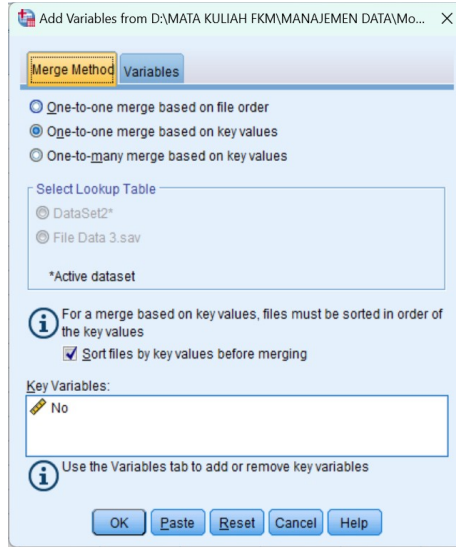 Add Variables from D:\MATA KULIAH FKM\MANAJEMEN DATA\Mo...
Merge Method Variables
One-to-one merge based on file order
One-to-one merge based on key values
One-to-many merge based on key values
Select Lookup Table
DataSet2*
File Data 3.sav
*Active dataset
For a merge based on key values, files must be sorted in order of
the key values
Sort files by key values before merging
Key Variables:
No
Use the Variables tab to add or remove key variables
OK Paste Reset Cancel Help